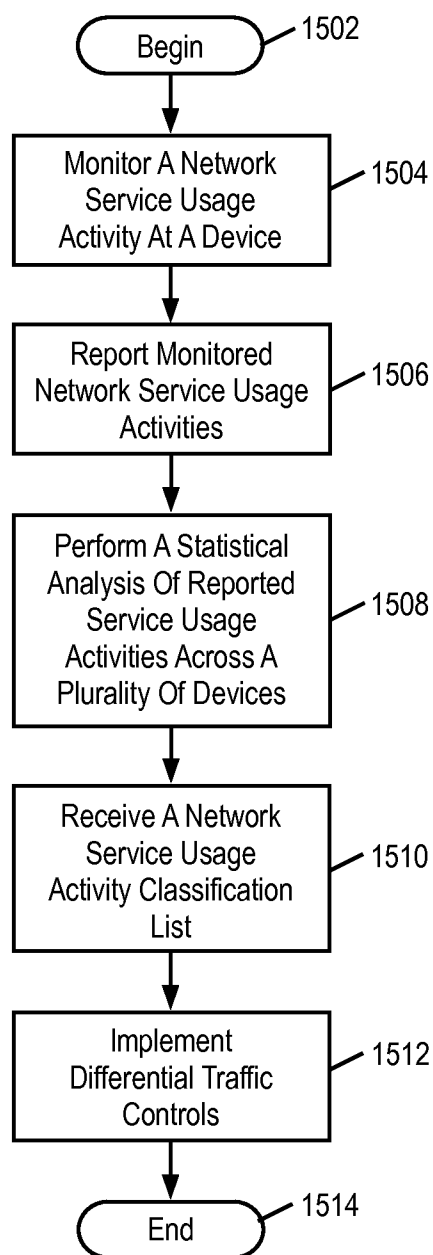 Begin
1502
Monitor A Network
Service Usage
Activity At A Device
1504
Report Monitored
Network Service Usage
Activities
1506
Perform A Statistical
Analysis Of Reported
Service Usage
Activities Across A
Plurality Of Devices
1508
Receive A Network
Service Usage
Activity Classification
List
1510
Implement
Differential Traffic
Controls
1512
End
1514